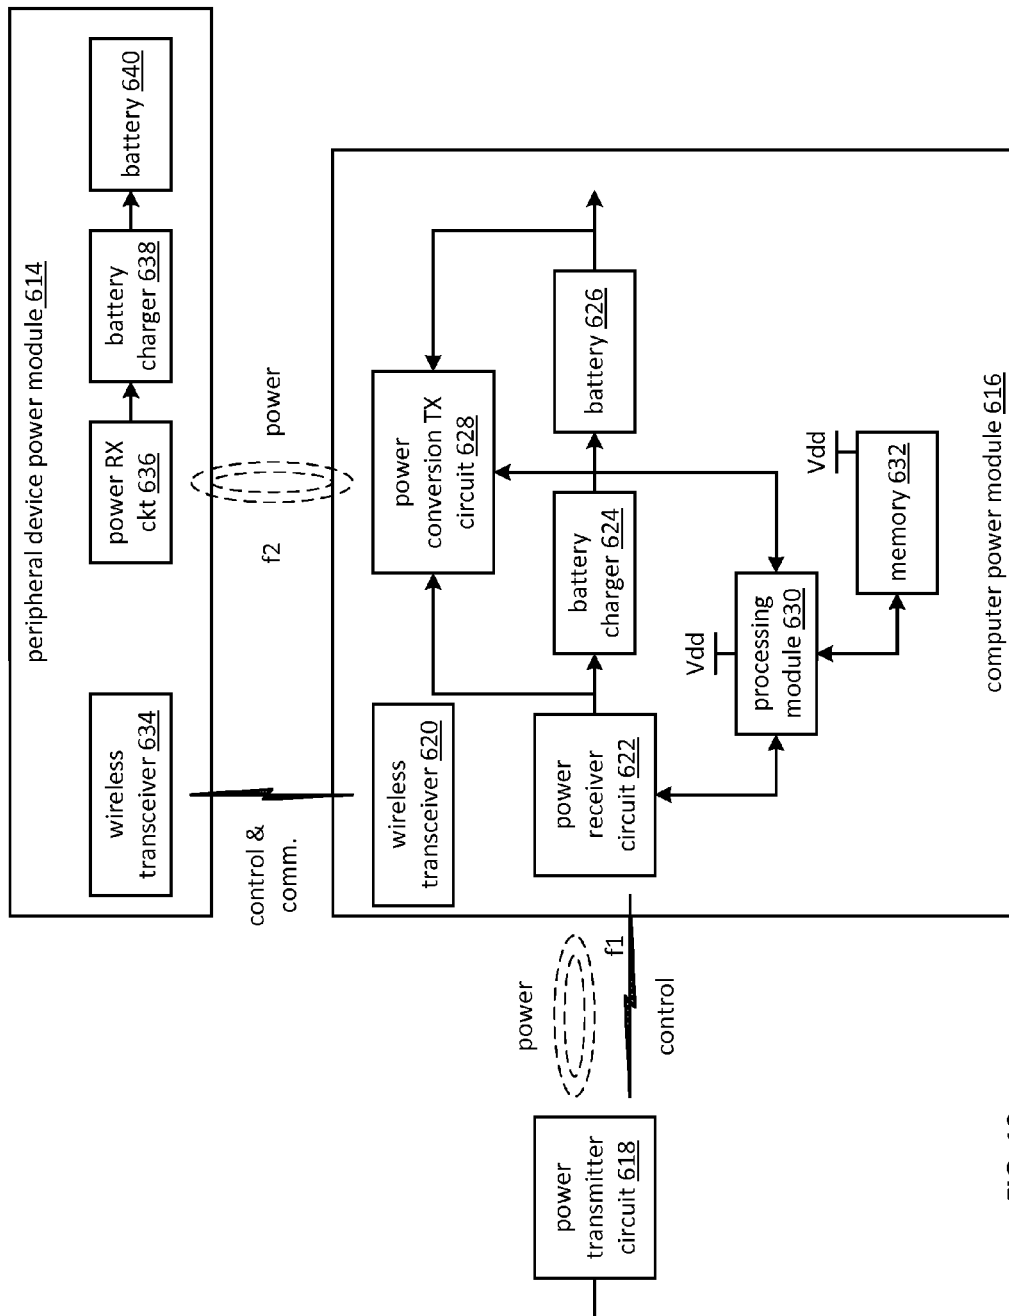 peripheral device power module 614
wireless
transceiver 634
power RX
ckt 636
battery
charger 638
battery 640
control &
comm.
f2
power
wireless
transceiver 620
power
conversion TX
circuit 628
power
f1
control
power
transmitter
circuit 618
power
receiver
circuit 622
battery
charger 624
battery 626
Vdd
processing
module 630
Vdd
memory 632
computer power module 616